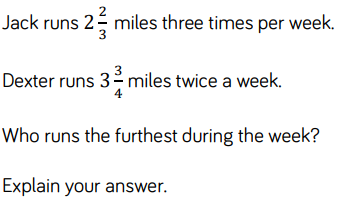 Jack runs 2 2/3 miles three times per week.
Dexter runs 3 3/4 miles twice a week.
Who runs the furthest during the week?
Explain your answer.